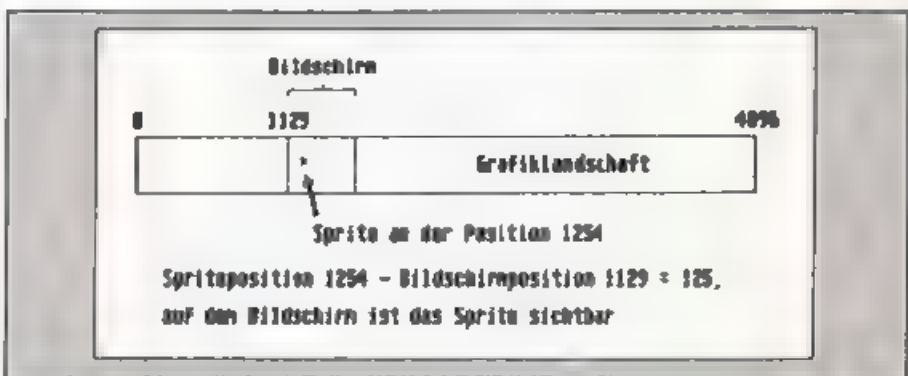 Bildschirm
0 1129 4096
Grafiklandschaft
Sprite an der Position 1254
Spriteposition 1254 - Bildschirmposition 1129 = 125,
auf dem Bildschirm ist das Sprite sichtbar